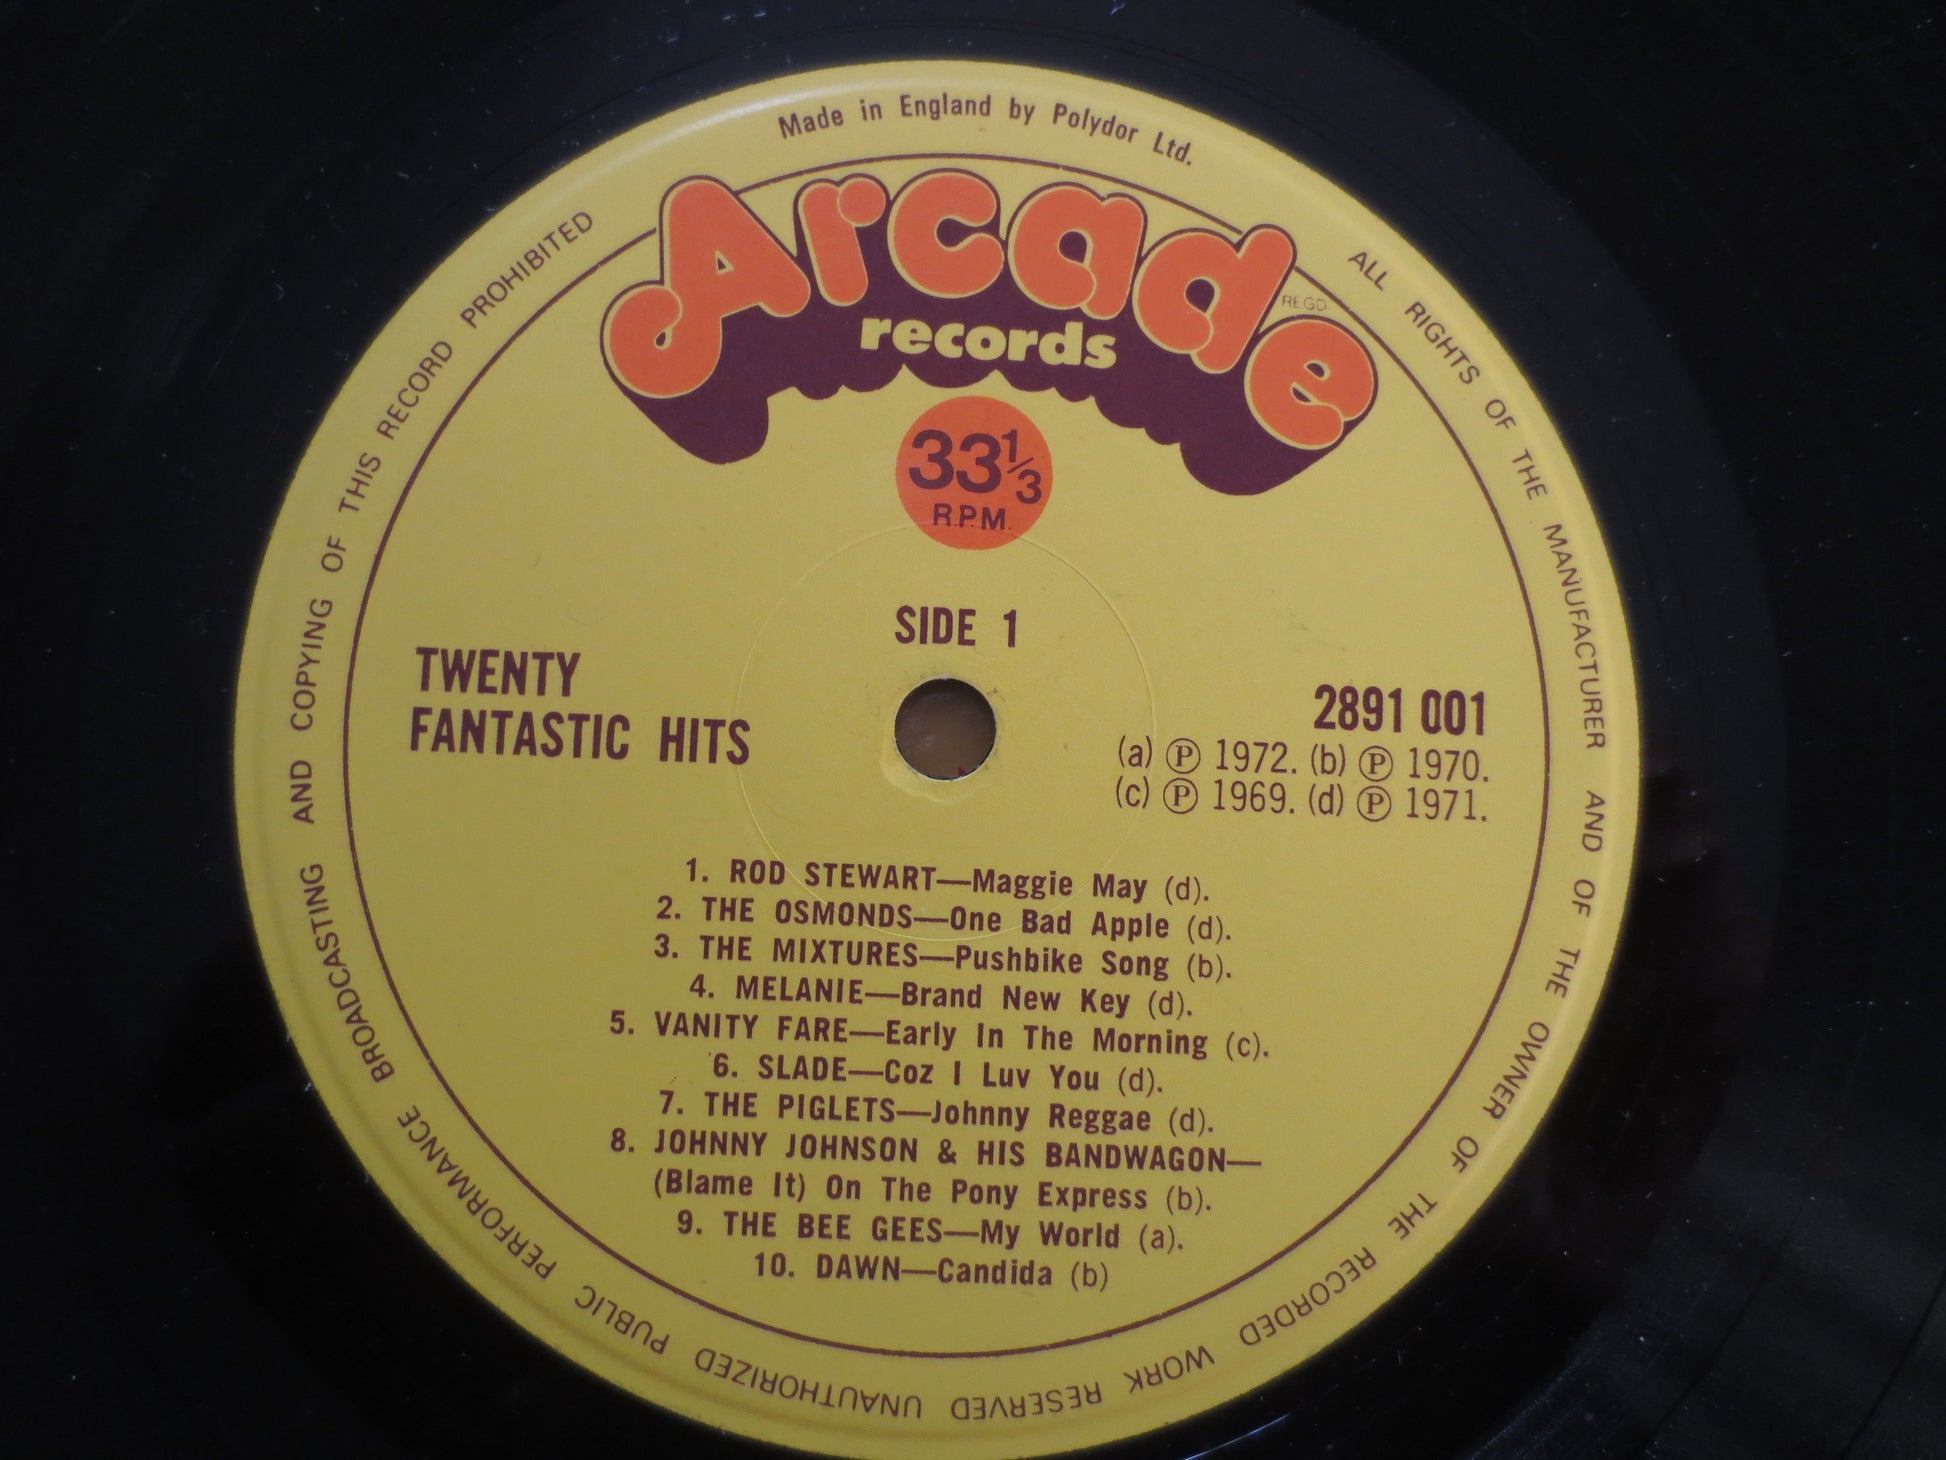 Made in England by Polydor Ltd.
Arcade
REGD
records
33 1/3
R.P.M.
SIDE 1
TWENTY
FANTASTIC HITS
2891 001
(a) Ⓟ 1972. (b) Ⓟ 1970.
(c) Ⓟ 1969. (d) Ⓟ 1971.
1. ROD STEWART—Maggie May (d).
2. THE OSMONDS—One Bad Apple (d).
3. THE MIXTURES—Pushbike Song (b).
4. MELANIE—Brand New Key (d).
5. VANITY FARE—Early In The Morning (c).
6. SLADE—Coz I Luv You (d).
7. THE PIGLETS—Johnny Reggae (d).
8. JOHNNY JOHNSON & HIS BANDWAGON—
(Blame It) On The Pony Express (b).
9. THE BEE GEES—My World (a).
10. DAWN—Candida (b)
ALL RIGHTS OF THE MANUFACTURER AND OF THE OWNER OF THE RECORDED WORK RESERVED UNAUTHORIZED PUBLIC PERFORMANCE BROADCASTING AND COPYING OF THIS RECORD PROHIBITED